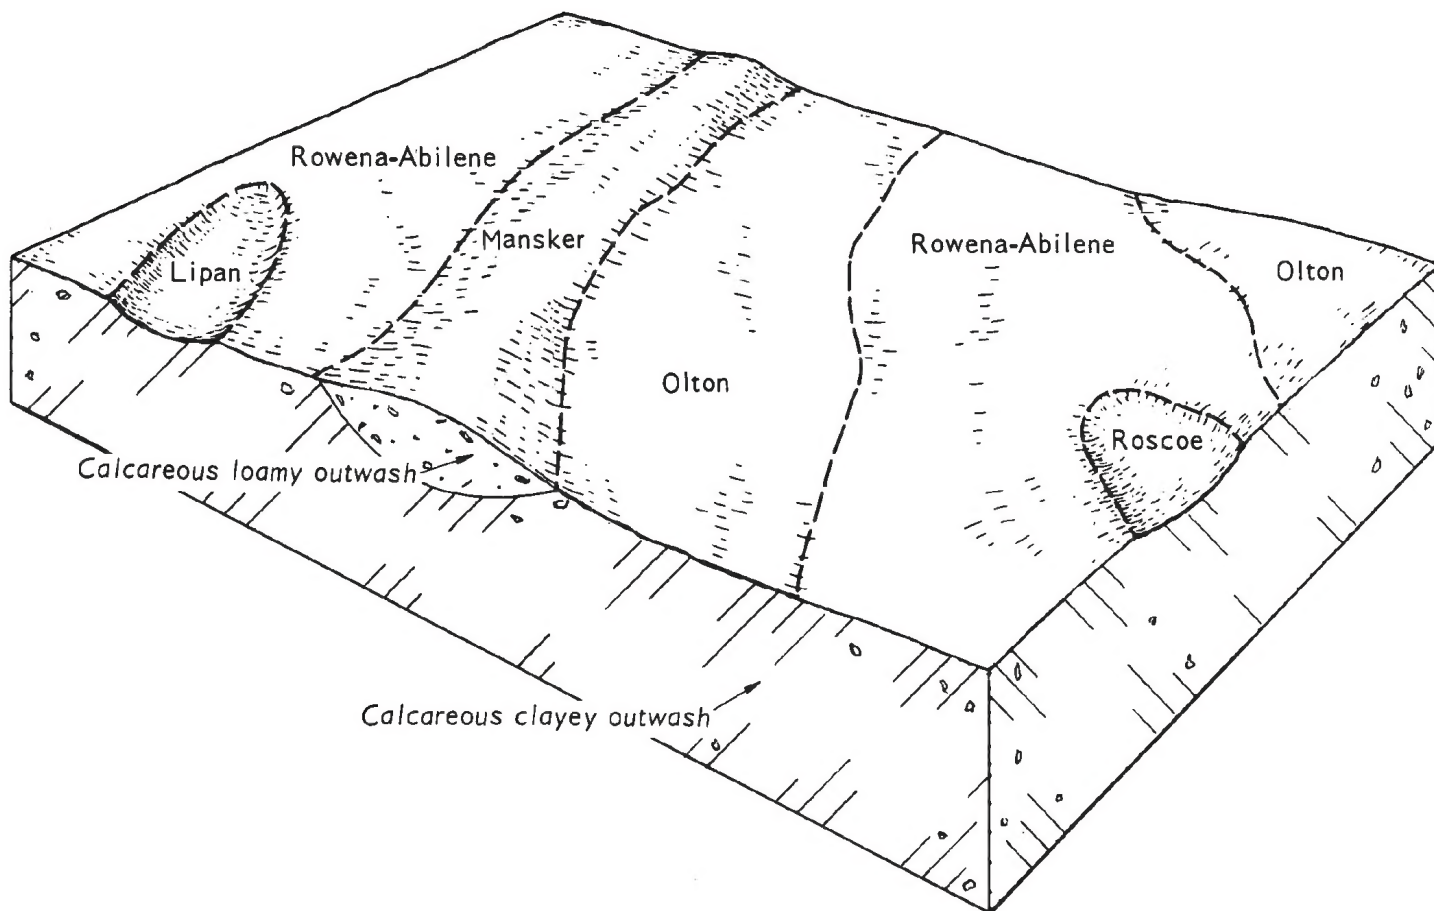 Rowena-Abilene
Lipan
Mansker
Rowena-Abilene
Olton
Olton
Roscoe
Calcareous loamy outwash
Calcareous clayey outwash